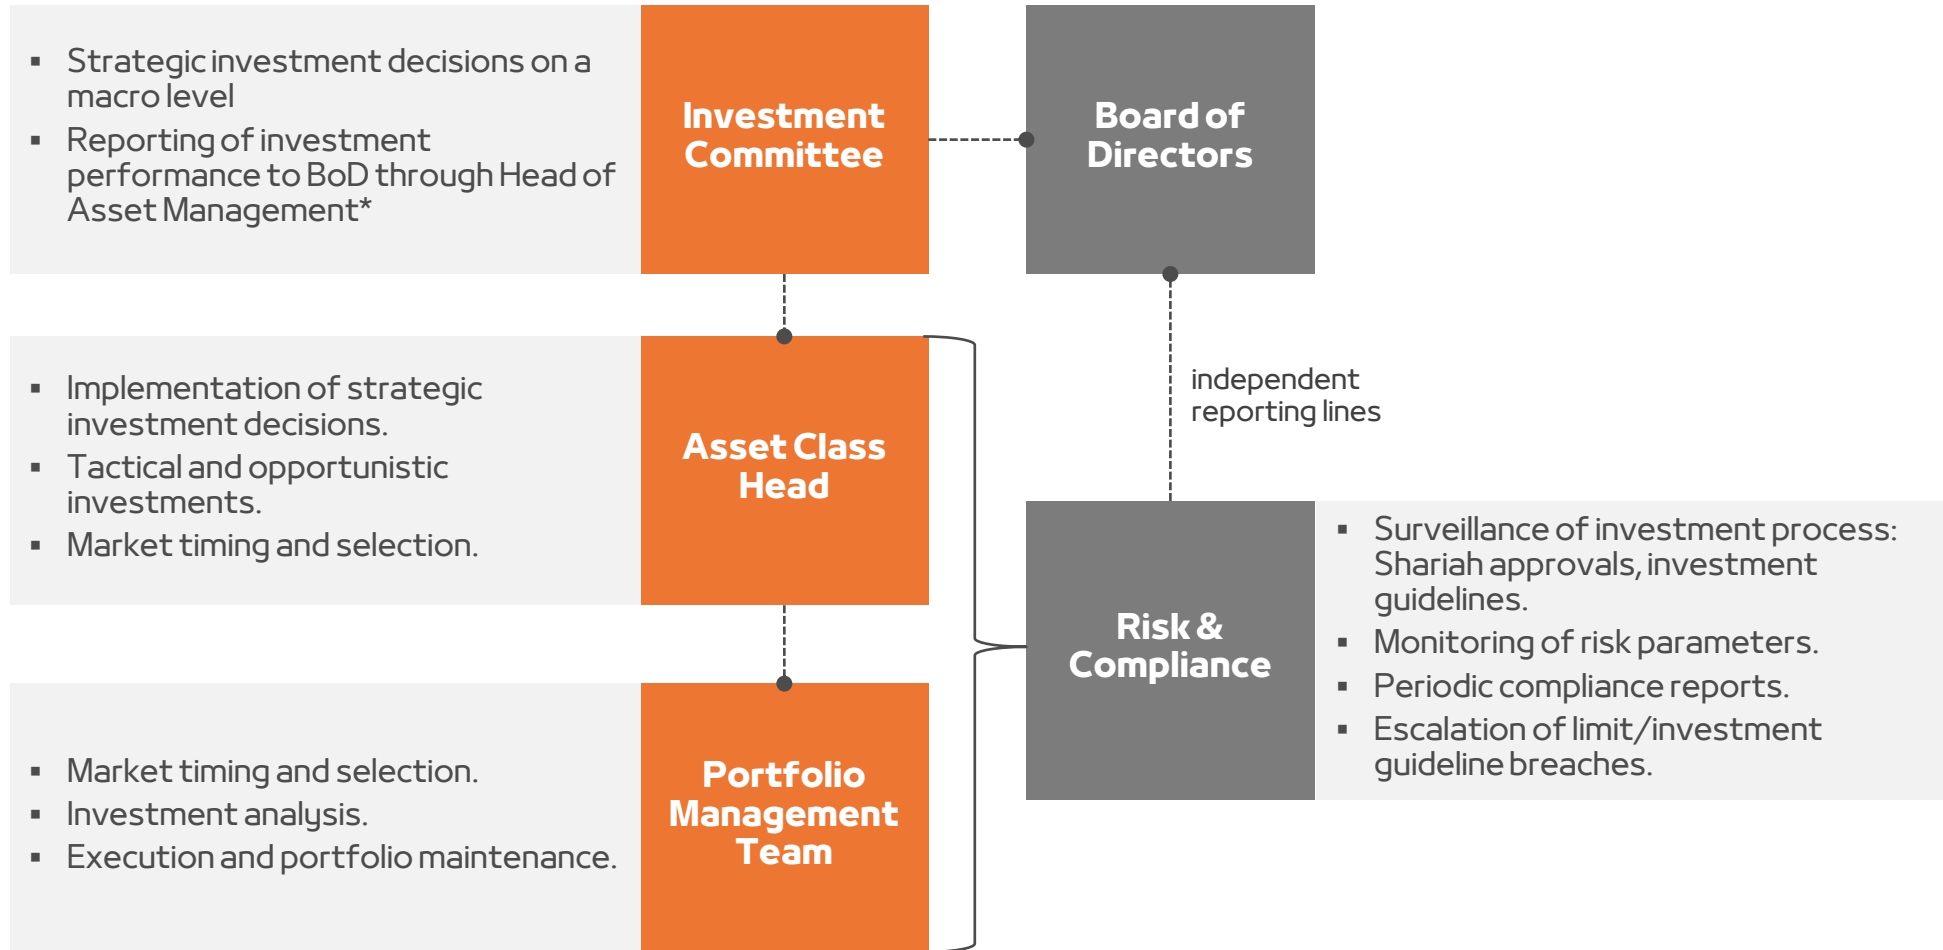 ▪ Strategic investment decisions on a
macro level
▪ Reporting of investment
performance to BoD through Head of
Asset Management*
Investment
Committee
Board of
Directors
▪ Implementation of strategic
investment decisions.
▪ Tactical and opportunistic
investments.
▪ Market timing and selection.
Asset Class
Head
independent
reporting lines
Risk &
Compliance
▪ Surveillance of investment process:
Shariah approvals, investment
guidelines.
▪ Monitoring of risk parameters.
▪ Periodic compliance reports.
▪ Escalation of limit/investment
guideline breaches.
▪ Market timing and selection.
▪ Investment analysis.
▪ Execution and portfolio maintenance.
Portfolio
Management
Team